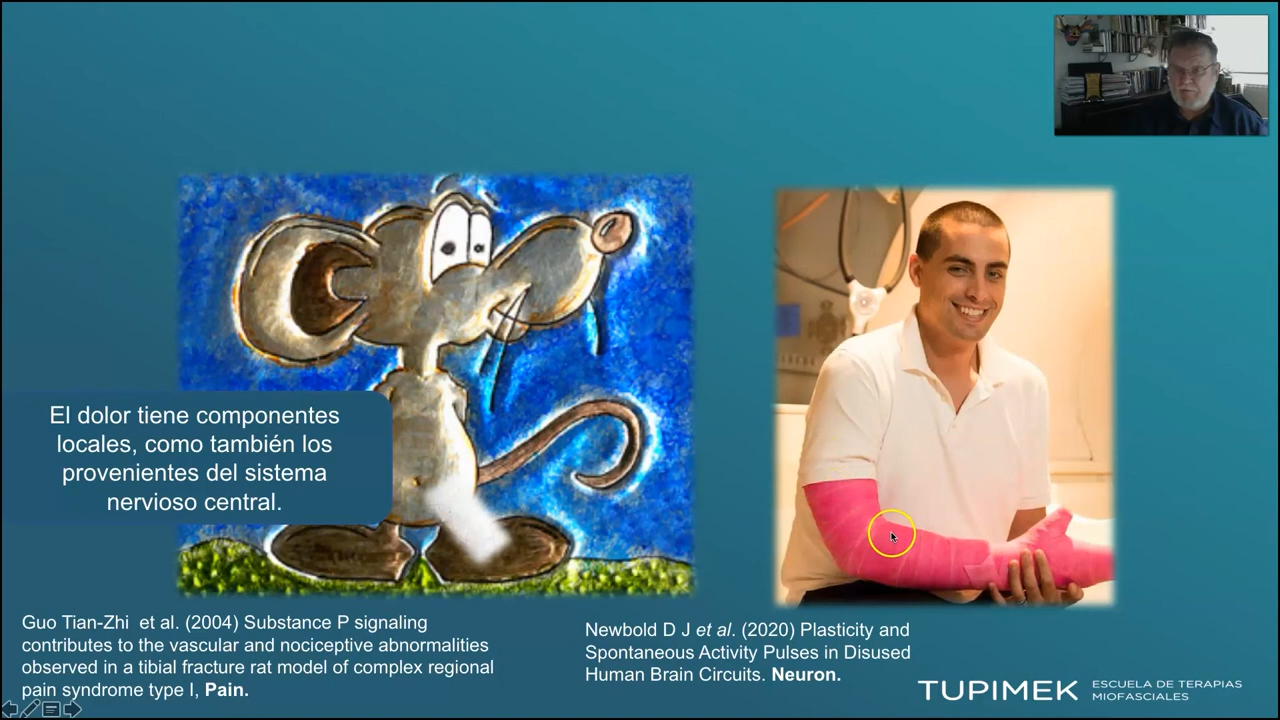 El dolor tiene componentes
locales, como también los
provenientes del sistema
nervioso central.
Guo Tian-Zhi et al. (2004) Substance P signaling
contributes to the vascular and nociceptive abnormalities
observed in a tibial fracture rat model of complex regional
pain syndrome type I, Pain.
Newbold D J et al. (2020) Plasticity and
Spontaneous Activity Pulses in Disused
Human Brain Circuits. Neuron.
TUPIMEK ESCUELA DE TERAPIAS
MIOFASCIALES